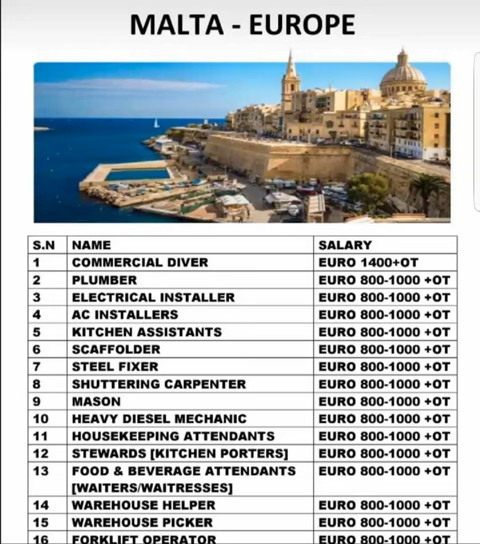 MALTA - EUROPE
S.N NAME SALARY
1 COMMERCIAL DIVER EURO 1400+OT
2 PLUMBER EURO 800-1000 +OT
3 ELECTRICAL INSTALLER EURO 800-1000 +OT
4 AC INSTALLERS EURO 800-1000 +OT
5 KITCHEN ASSISTANTS EURO 800-1000 +OT
6 SCAFFOLDER EURO 800-1000 +OT
7 STEEL FIXER EURO 800-1000 +OT
8 SHUTTERING CARPENTER EURO 800-1000 +OT
9 MASON EURO 800-1000 +OT
10 HEAVY DIESEL MECHANIC EURO 800-1000 +OT
11 HOUSEKEEPING ATTENDANTS EURO 800-1000 +OT
12 STEWARDS [KITCHEN PORTERS] EURO 800-1000 +OT
13 FOOD & BEVERAGE ATTENDANTS EURO 800-1000 +OT
[WAITERS/WAITRESSES]
14 WAREHOUSE HELPER EURO 800-1000 +OT
15 WAREHOUSE PICKER EURO 800-1000 +OT
16 FORKLIFT OPERATOR EURO 800-1000 +OT